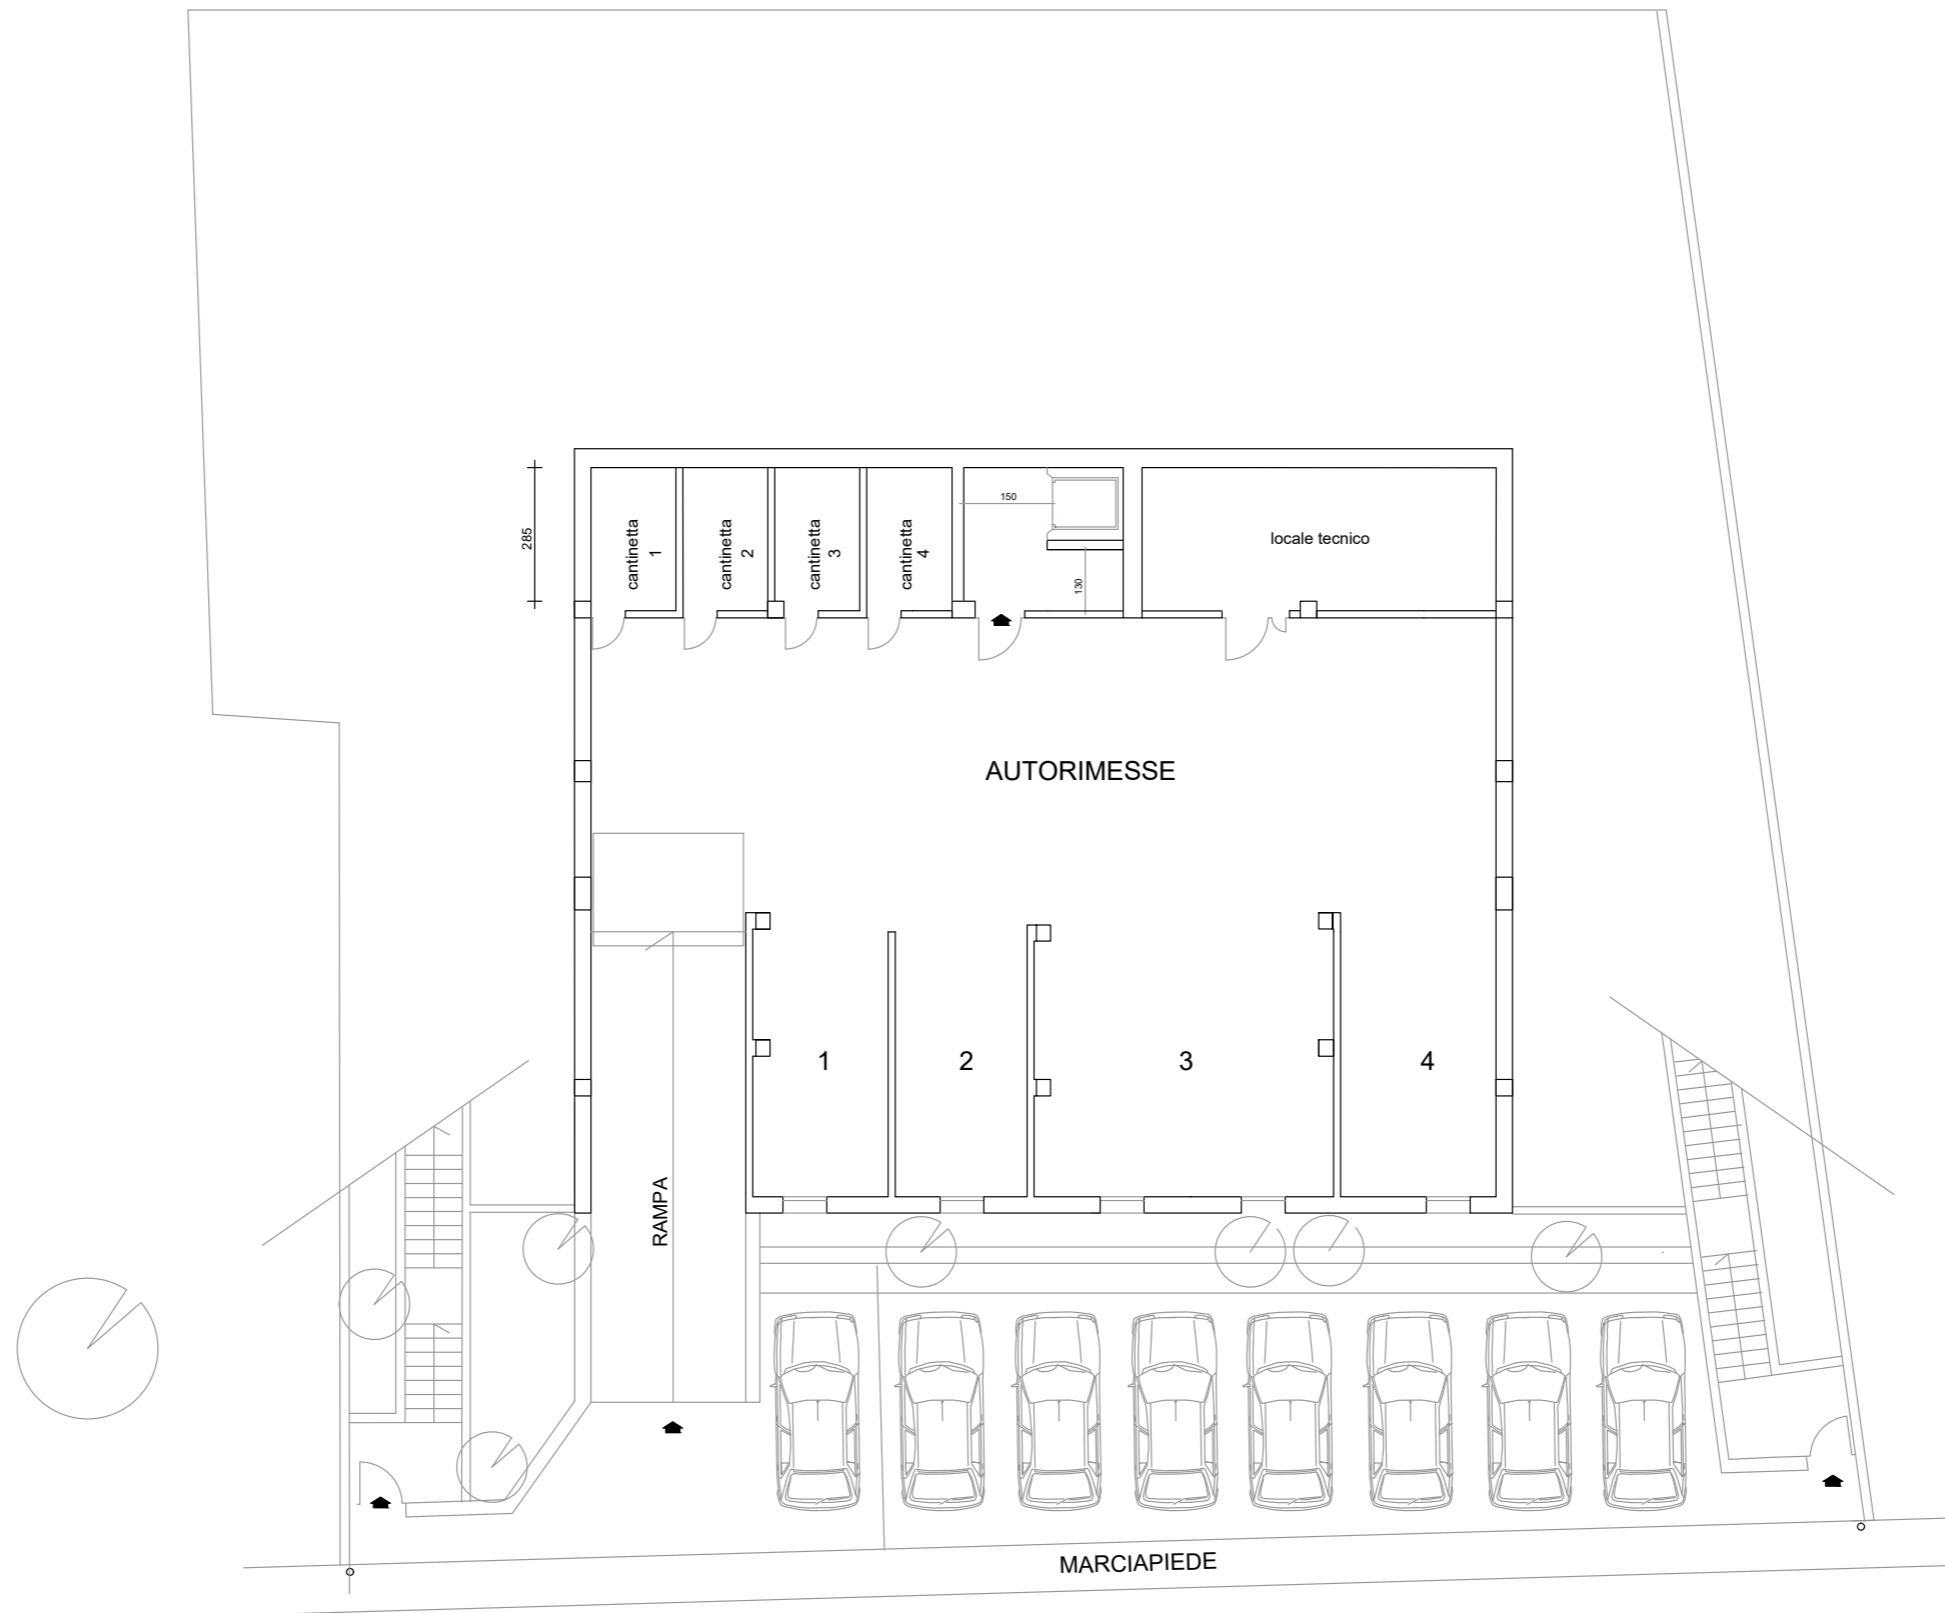 285
cantinetta
1
cantinetta
2
cantinetta
3
cantinetta
4
150
130
locale tecnico
AUTORIMESSE
1
2
3
4
RAMPA
MARCIAPIEDE